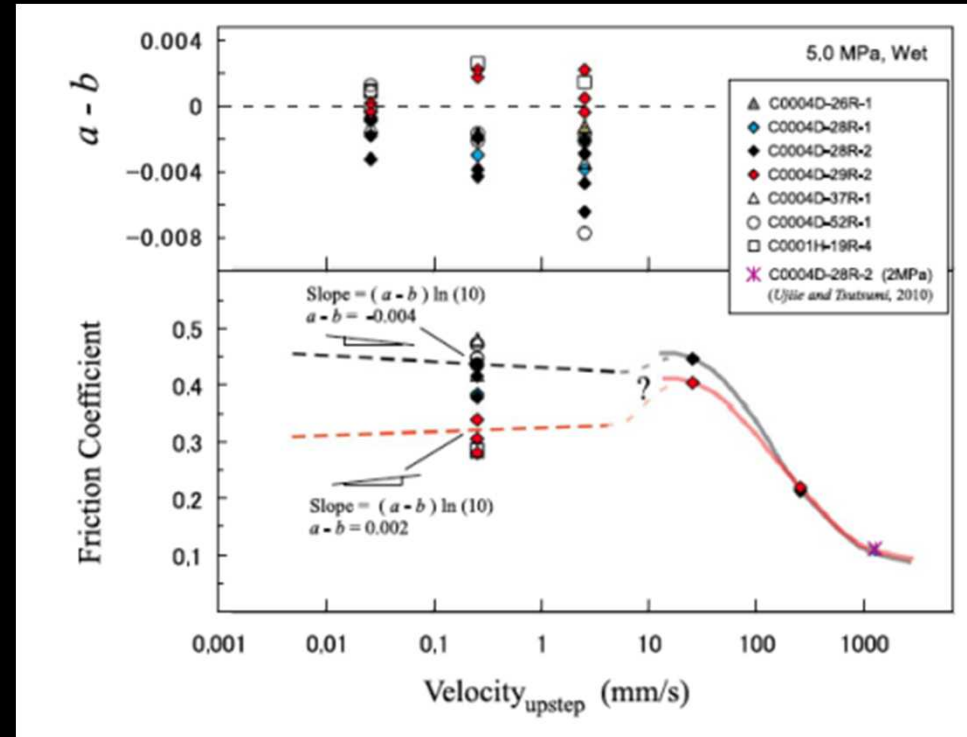 0.004
0
−0.004
−0.008
a - b
5.0 MPa, Wet
C0004D-26R-1
C0004D-28R-1
C0004D-28R-2
C0004D-29R-2
C0004D-37R-1
C0004D-52R-1
C0001H-19R-4
C0004D-28R-2 (2MPa)
(Ujiie and Tsutsumi, 2010)
Slope = ( a - b ) ln (10)
a - b = -0.004
0.5
0.4
0.3
0.2
0.1
Friction Coefficient
?
Slope = ( a - b ) ln (10)
a - b = 0.002
0,001
0,01
0,1
1
10
100
1000
Velocity upstep (mm/s)